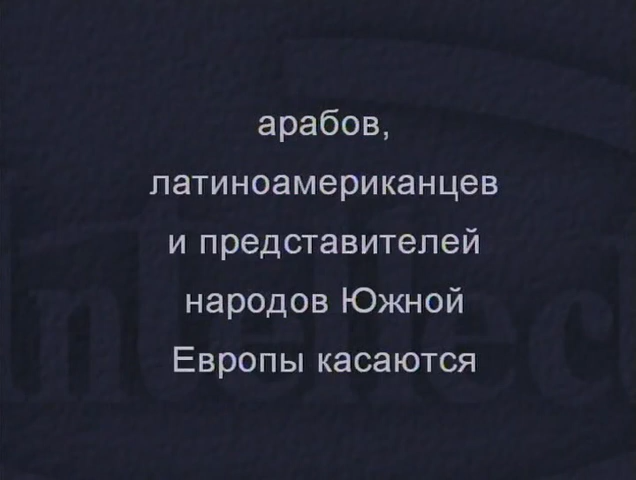 арабов,
латиноамериканцев
и представителей
народов Южной
Европы касаются